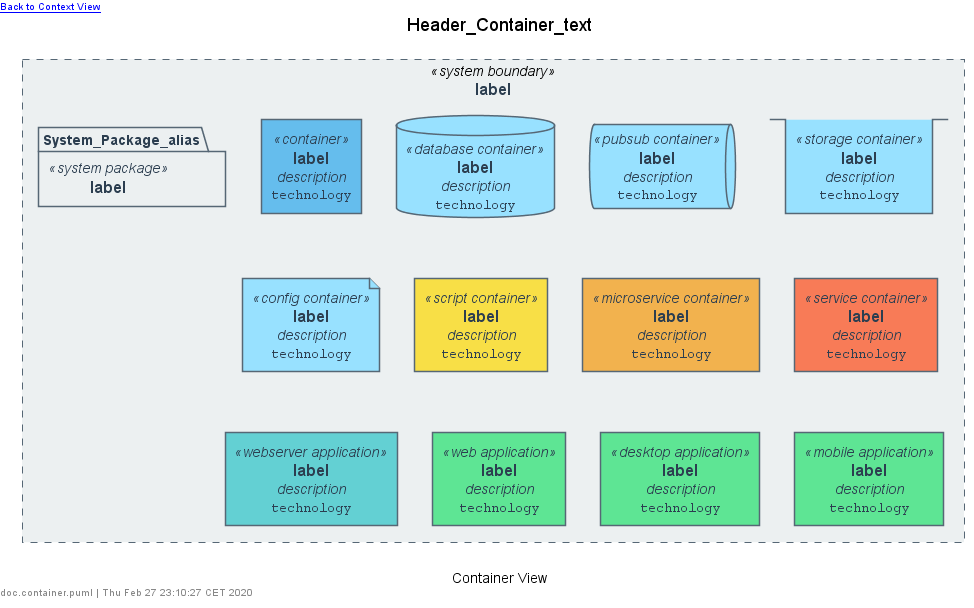 Back to Context View
Header_Container_text
«system boundary»
label
System_Package_alias
«system package»
label
«container»
label
description
technology
«database container»
label
description
technology
«pubsub container»
label
description
technology
«storage container»
label
description
technology
«config container»
label
description
technology
«script container»
label
description
technology
«microservice container»
label
description
technology
«service container»
label
description
technology
«webserver application»
label
description
technology
«web application»
label
description
technology
«desktop application»
label
description
technology
«mobile application»
label
description
technology
Container View
doc.container.puml | Thu Feb 27 23:10:27 CET 2020